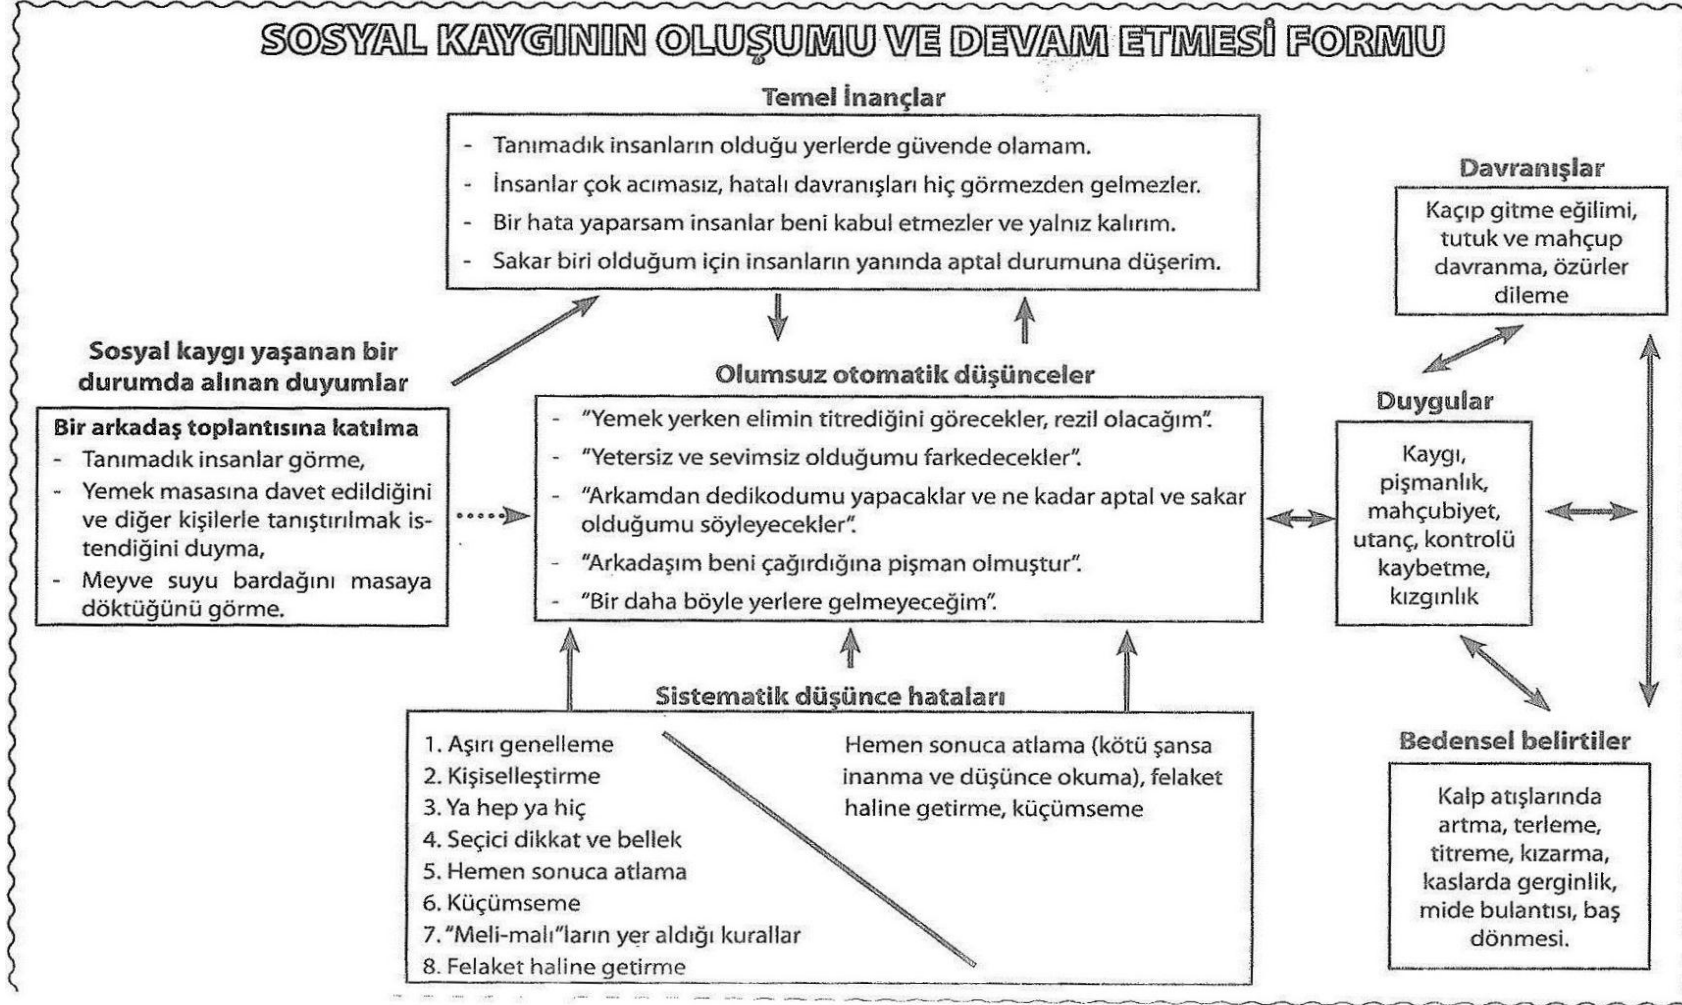 SOSYAL KAYGININ OLUŞUMU VE DEVAM ETMESİ FORMU
Temel İnançlar
- Tanımadık insanların olduğu yerlerde güvende olamam.
- İnsanlar çok acımasız, hatalı davranışları hiç görmezden gelmezler.
- Bir hata yaparsam insanlar beni kabul etmezler ve yalnız kalırım.
- Sakar biri olduğum için insanların yanında aptal durumuna düşerim.
Sosyal kaygı yaşanan bir
durumda alınan duyumlar
Bir arkadaş toplantısına katılma
- Tanımadık insanlar görme,
- Yemek masasına davet edildiğini
ve diğer kişilerle tanıştırılmak is-
tendiğini duyma,
- Meyve suyu bardağını masaya
döktüğünü görme.
Olumsuz otomatik düşünceler
- "Yemek yerken elimin titrediğini görecekler, rezil olacağım".
- "Yetersiz ve sevimsiz olduğumu farkedecekler".
- "Arkamdan dedikodumu yapacaklar ve ne kadar aptal ve sakar
olduğumu söyleyecekler".
- "Arkadaşım beni çağırdığına pişman olmuştur".
- "Bir daha böyle yerlere gelmeyeceğim".
Sistematik düşünce hataları
1. Aşırı genelleme
2. Kişiselleştirme
3. Ya hep ya hiç
4. Seçici dikkat ve bellek
5. Hemen sonuca atlama
6. Küçümseme
7. "Meli-malı"ların yer aldığı kurallar
8. Felaket haline getirme
Hemen sonuca atlama (kötü şansa
inanma ve düşünce okuma), felaket
haline getirme, küçümseme
Davranışlar
Kaçıp gitme eğilimi,
tutuk ve mahçup
davranma, özürler
dileme
Duygular
Kaygı,
pişmanlık,
mahçubiyet,
utanç, kontrolü
kaybetme,
kızgınlık
Bedensel belirtiler
Kalp atışlarında
artma, terleme,
titreme, kızarma,
kaslarda gerginlik,
mide bulantısı, baş
dönmesi.